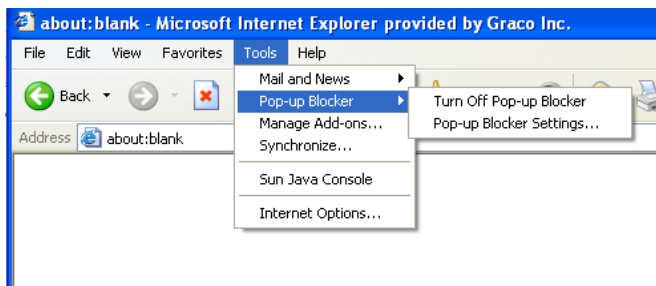 about:blank - Microsoft Internet Explorer provided by Graco Inc.
File Edit View Favorites Tools Help
Back
Address about:blank
Mail and News
Pop-up Blocker
Manage Add-ons...
Synchronize...
Sun Java Console
Internet Options...
Turn Off Pop-up Blocker
Pop-up Blocker Settings...